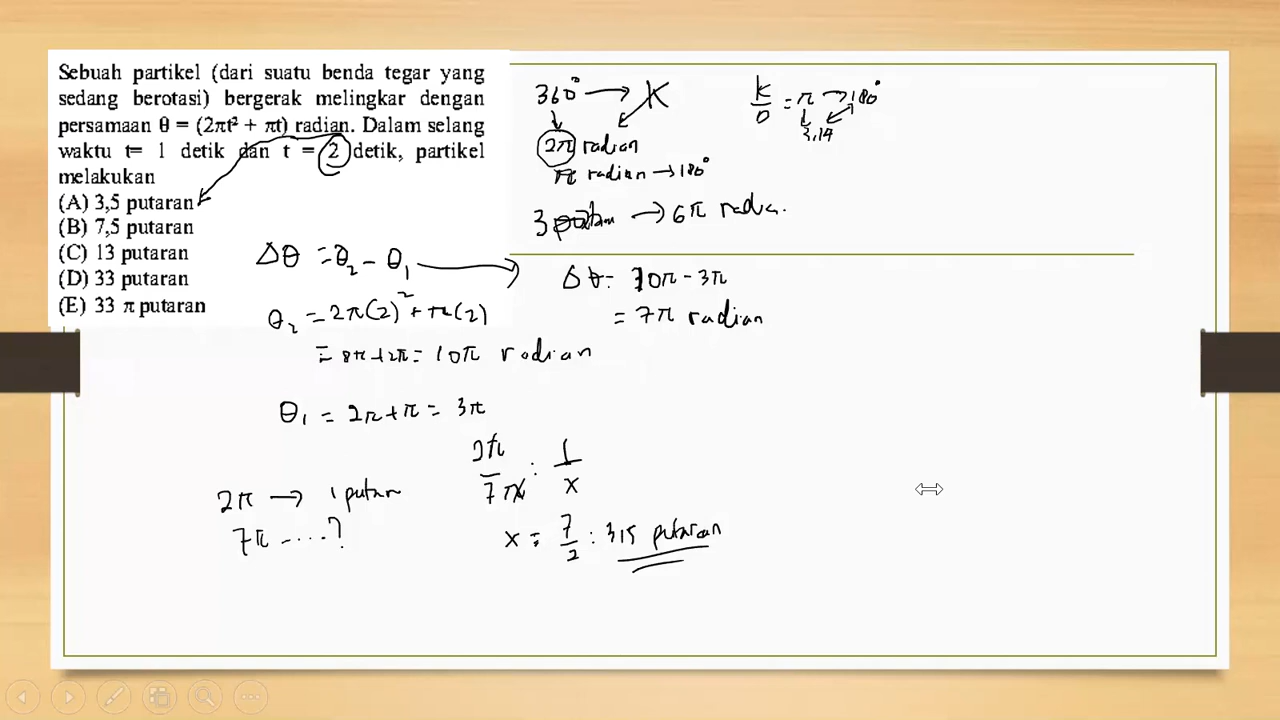 Sebuah partikel (dari suatu benda tegar yang
sedang berotasi) bergerak melingkar dengan
persamaan θ = (2πt² + πt) radian. Dalam selang
waktu t= 1 detik dan t = 2 detik, partikel
melakukan
(A) 3,5 putaran
(B) 7,5 putaran
(C) 13 putaran
(D) 33 putaran
(E) 33 π putaran
360° → K
2π radian
π radian → 180°
3 → 6π radian
K/D = π → 180°
3,14
Δθ = θ₂ - θ₁
θ₂ = 2π(2)² + π(2)
= 8π + 2π = 10π radian
θ₁ = 2π + π = 3π
Δθ = 10π - 3π
= 7π radian
2π → 1 putaran
7π ....?
2π/7π = 1/x
x = 7/2 = 3,5 putaran